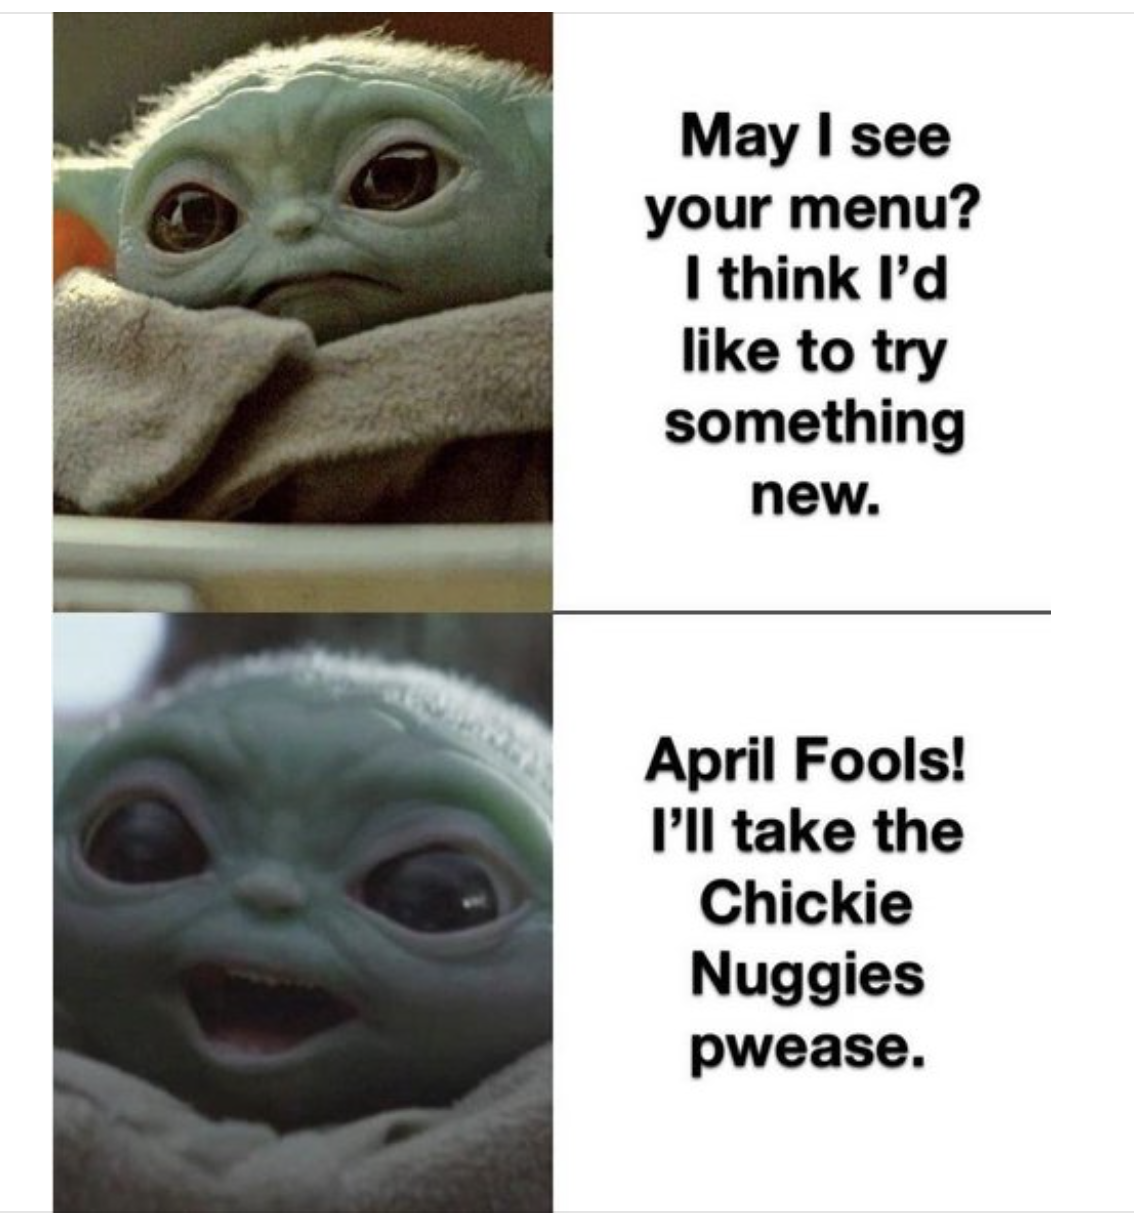 May I see
your menu?
I think I’d
like to try
something
new.
April Fools!
I’ll take the
Chickie
Nuggies
pwease.